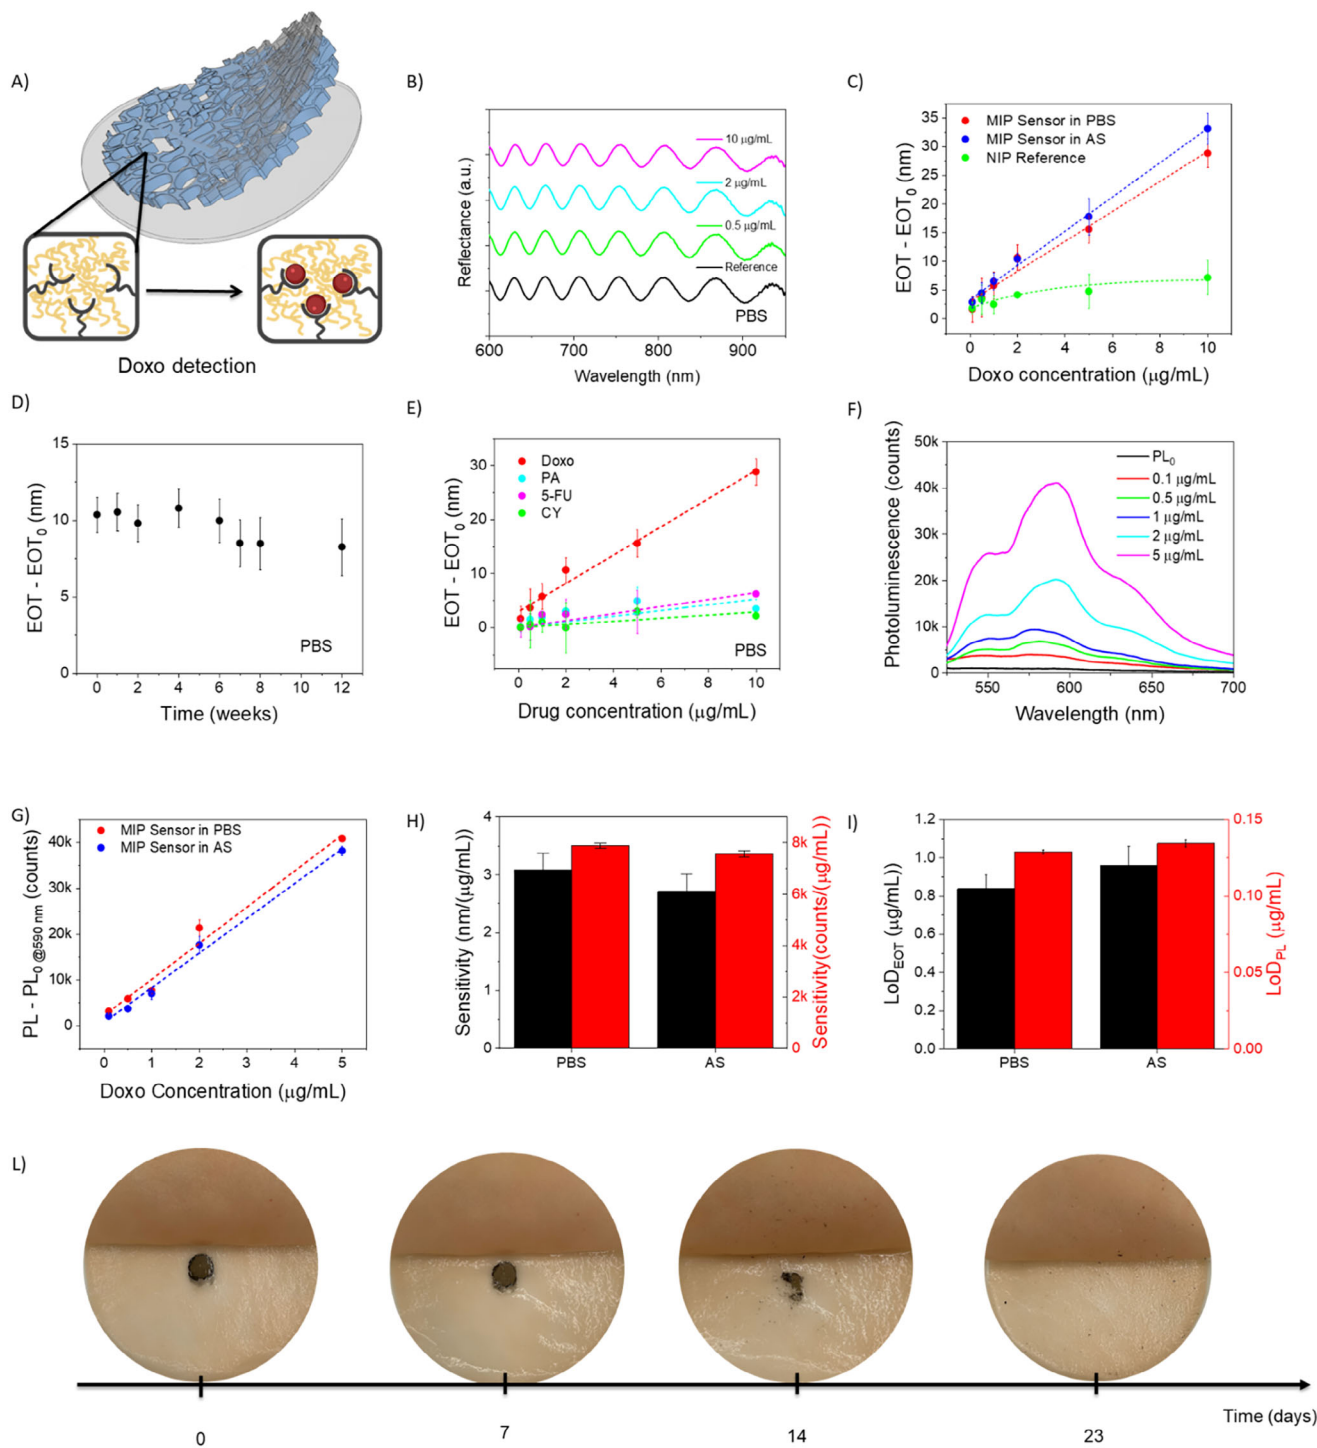 A)
Doxo detection
B)
Reflectance (a.u.)
10 μg/mL
2 μg/mL
0.5 μg/mL
Reference
PBS
600 700 800 900
Wavelength (nm)
C)
EOT - EOT0 (nm)
35
30
25
20
15
10
5
0
MIP Sensor in PBS
MIP Sensor in AS
NIP Reference
0 2 4 6 8 10
Doxo concentration (μg/mL)
D)
EOT - EOT0 (nm)
15
10
5
0
PBS
0 2 4 6 8 10 12
Time (weeks)
E)
EOT - EOT0 (nm)
30
20
10
0
Doxo
PA
5-FU
CY
PBS
0 2 4 6 8 10
Drug concentration (μg/mL)
F)
Photoluminescence (counts)
50k
40k
30k
20k
10k
0
PL0
0.1 μg/mL
0.5 μg/mL
1 μg/mL
2 μg/mL
5 μg/mL
550 600 650 700
Wavelength (nm)
G)
PL - PL0 @590 nm (counts)
40k
30k
20k
10k
0
MIP Sensor in PBS
MIP Sensor in AS
0 1 2 3 4 5
Doxo Concentration (μg/mL)
H)
Sensitivity (nm/(μg/mL))
4
3
2
1
0
PBS AS
8k
6k
4k
2k
0
Sensitivity(counts/(μg/mL))
I)
LoDEOT (μg/mL)
1.2
1.0
0.8
0.6
0.4
0.2
0.0
PBS AS
0.15
0.10
0.05
0.00
LoDPL (μg/mL)
L)
0 7 14 23
Time (days)